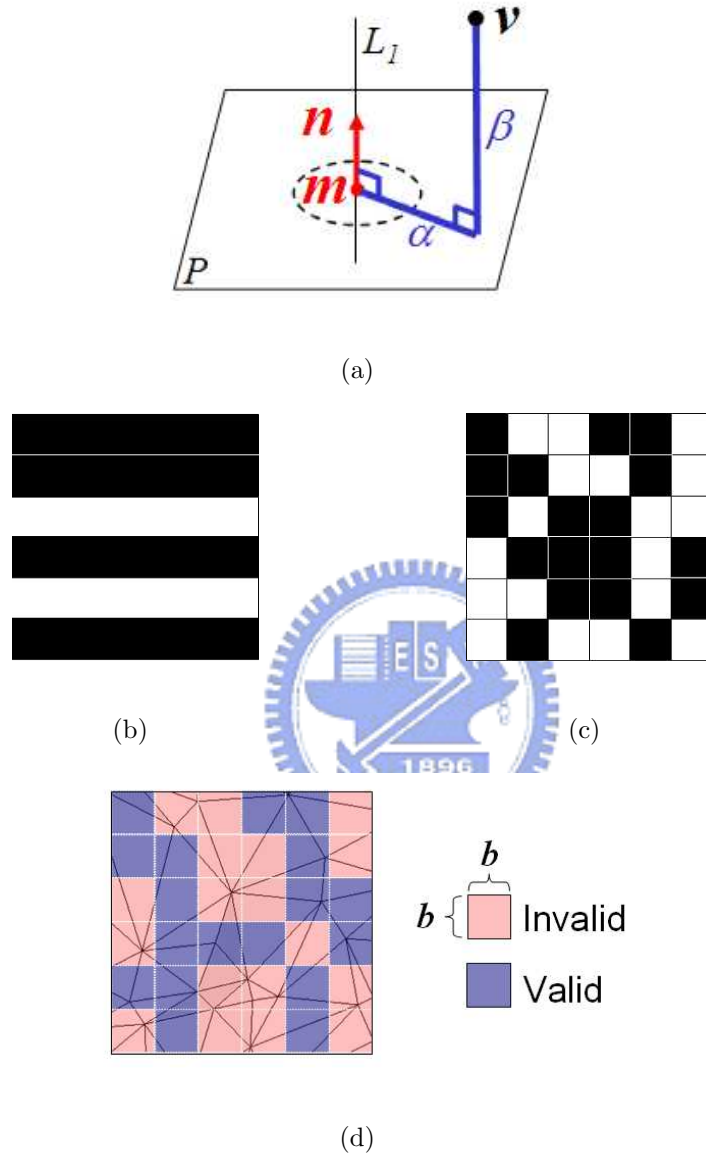 L1
v
n
β
m
α
P
(a)
E S
1896
(b) (c)
b
b Invalid
Valid
(d)